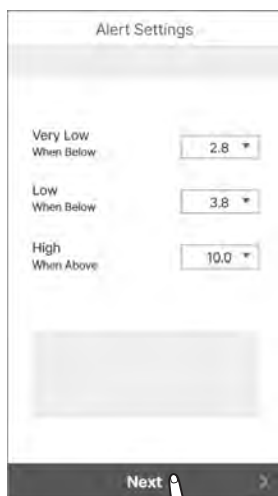 Alert Settings
Very Low
When Below
2.8
Low
When Below
3.8
High
When Above
10.0
Next